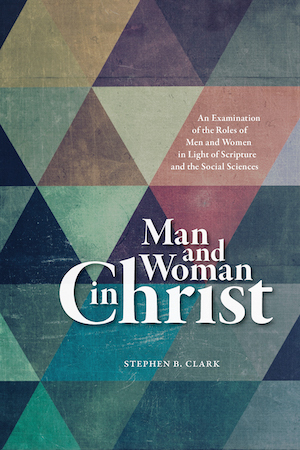 An Examination
of the Roles of
Men and Women
in Light of Scripture
and the Social Sciences
Man
and
Woman
in Christ
STEPHEN B. CLARK